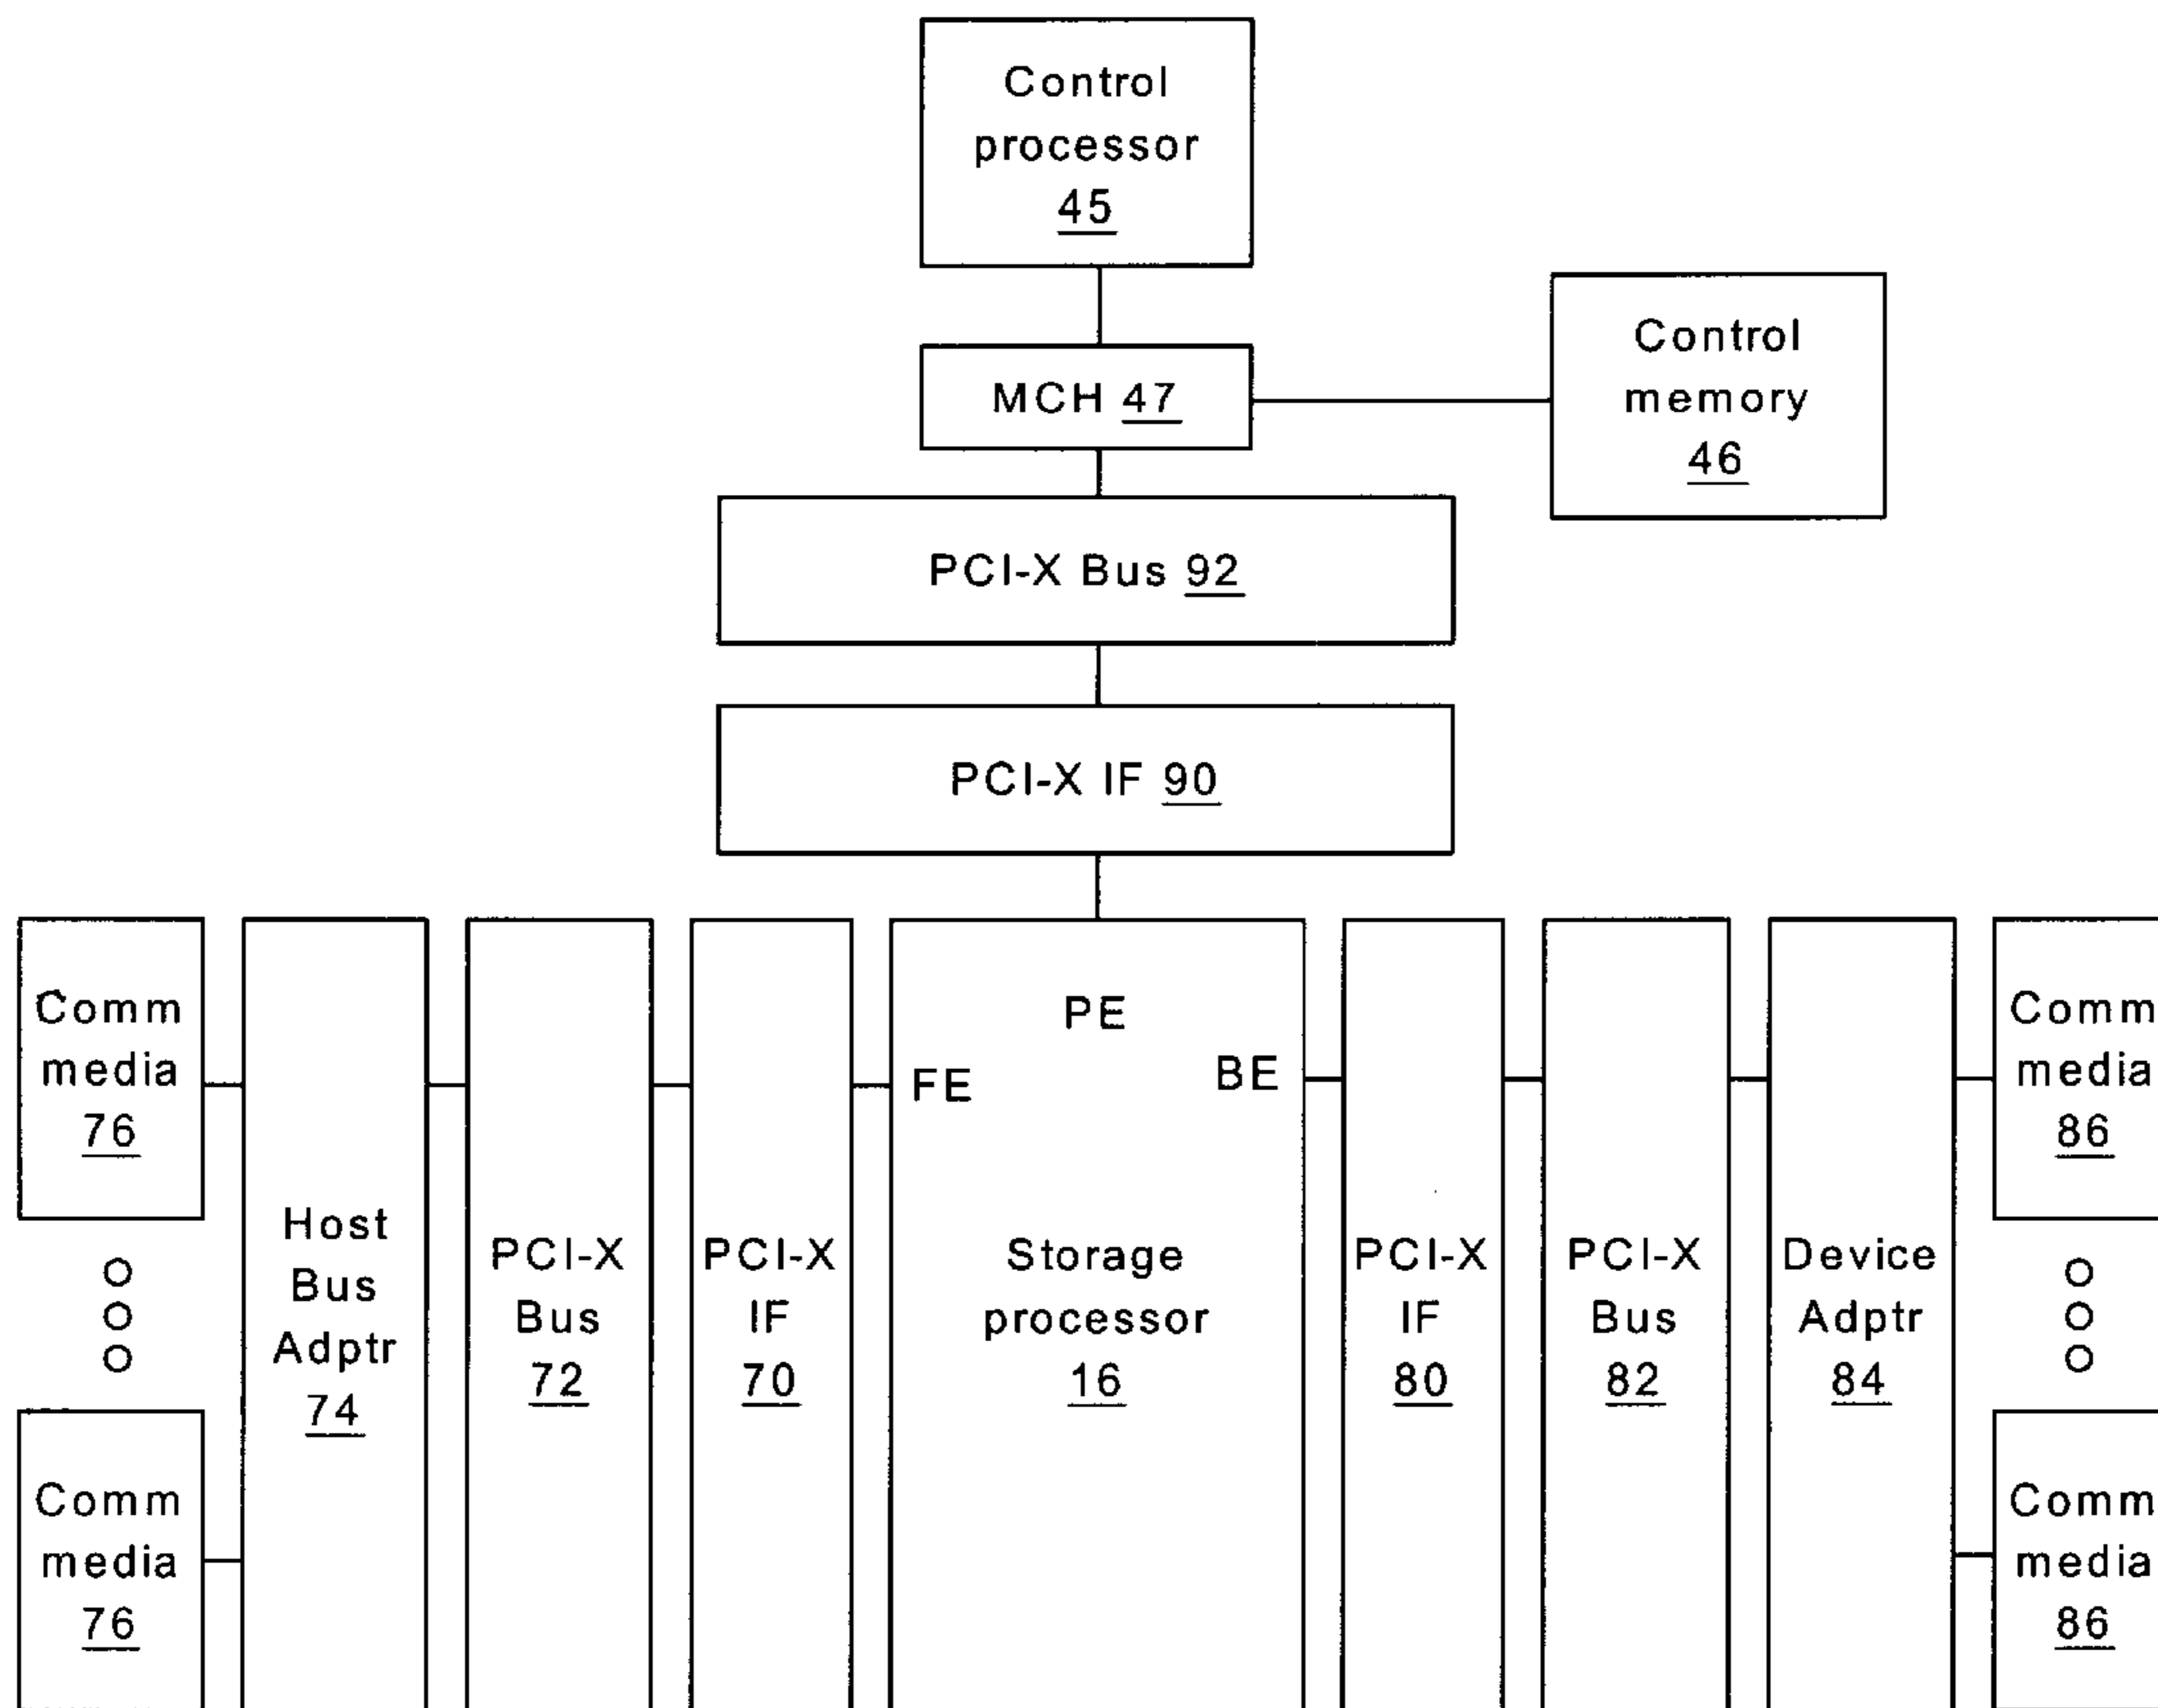 Control
processor
45
Control
memory
46
MCH 47
PCI-X Bus 92
PCI-X IF 90
Comm
media
76
Comm
media
76
Host
Bus
Adptr
74
PCI-X
Bus
72
PCI-X
IF
70
PE
FE
BE
Storage
processor
16
PCI-X
IF
80
PCI-X
Bus
82
Device
Adptr
84
Comm
media
86
Comm
media
86